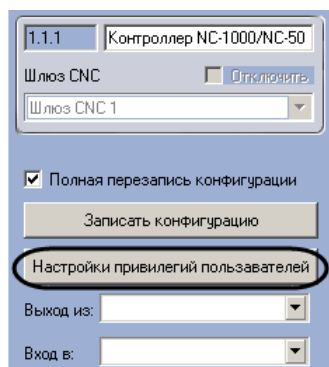 1.1.1 Контроллер NC-1000/NC-50
Шлюз CNC Отключить
Шлюз CNC 1
Полная перезапись конфигурации
Записать конфигурацию
Настройки привилегий пользавателей
Выход из:
Вход в: